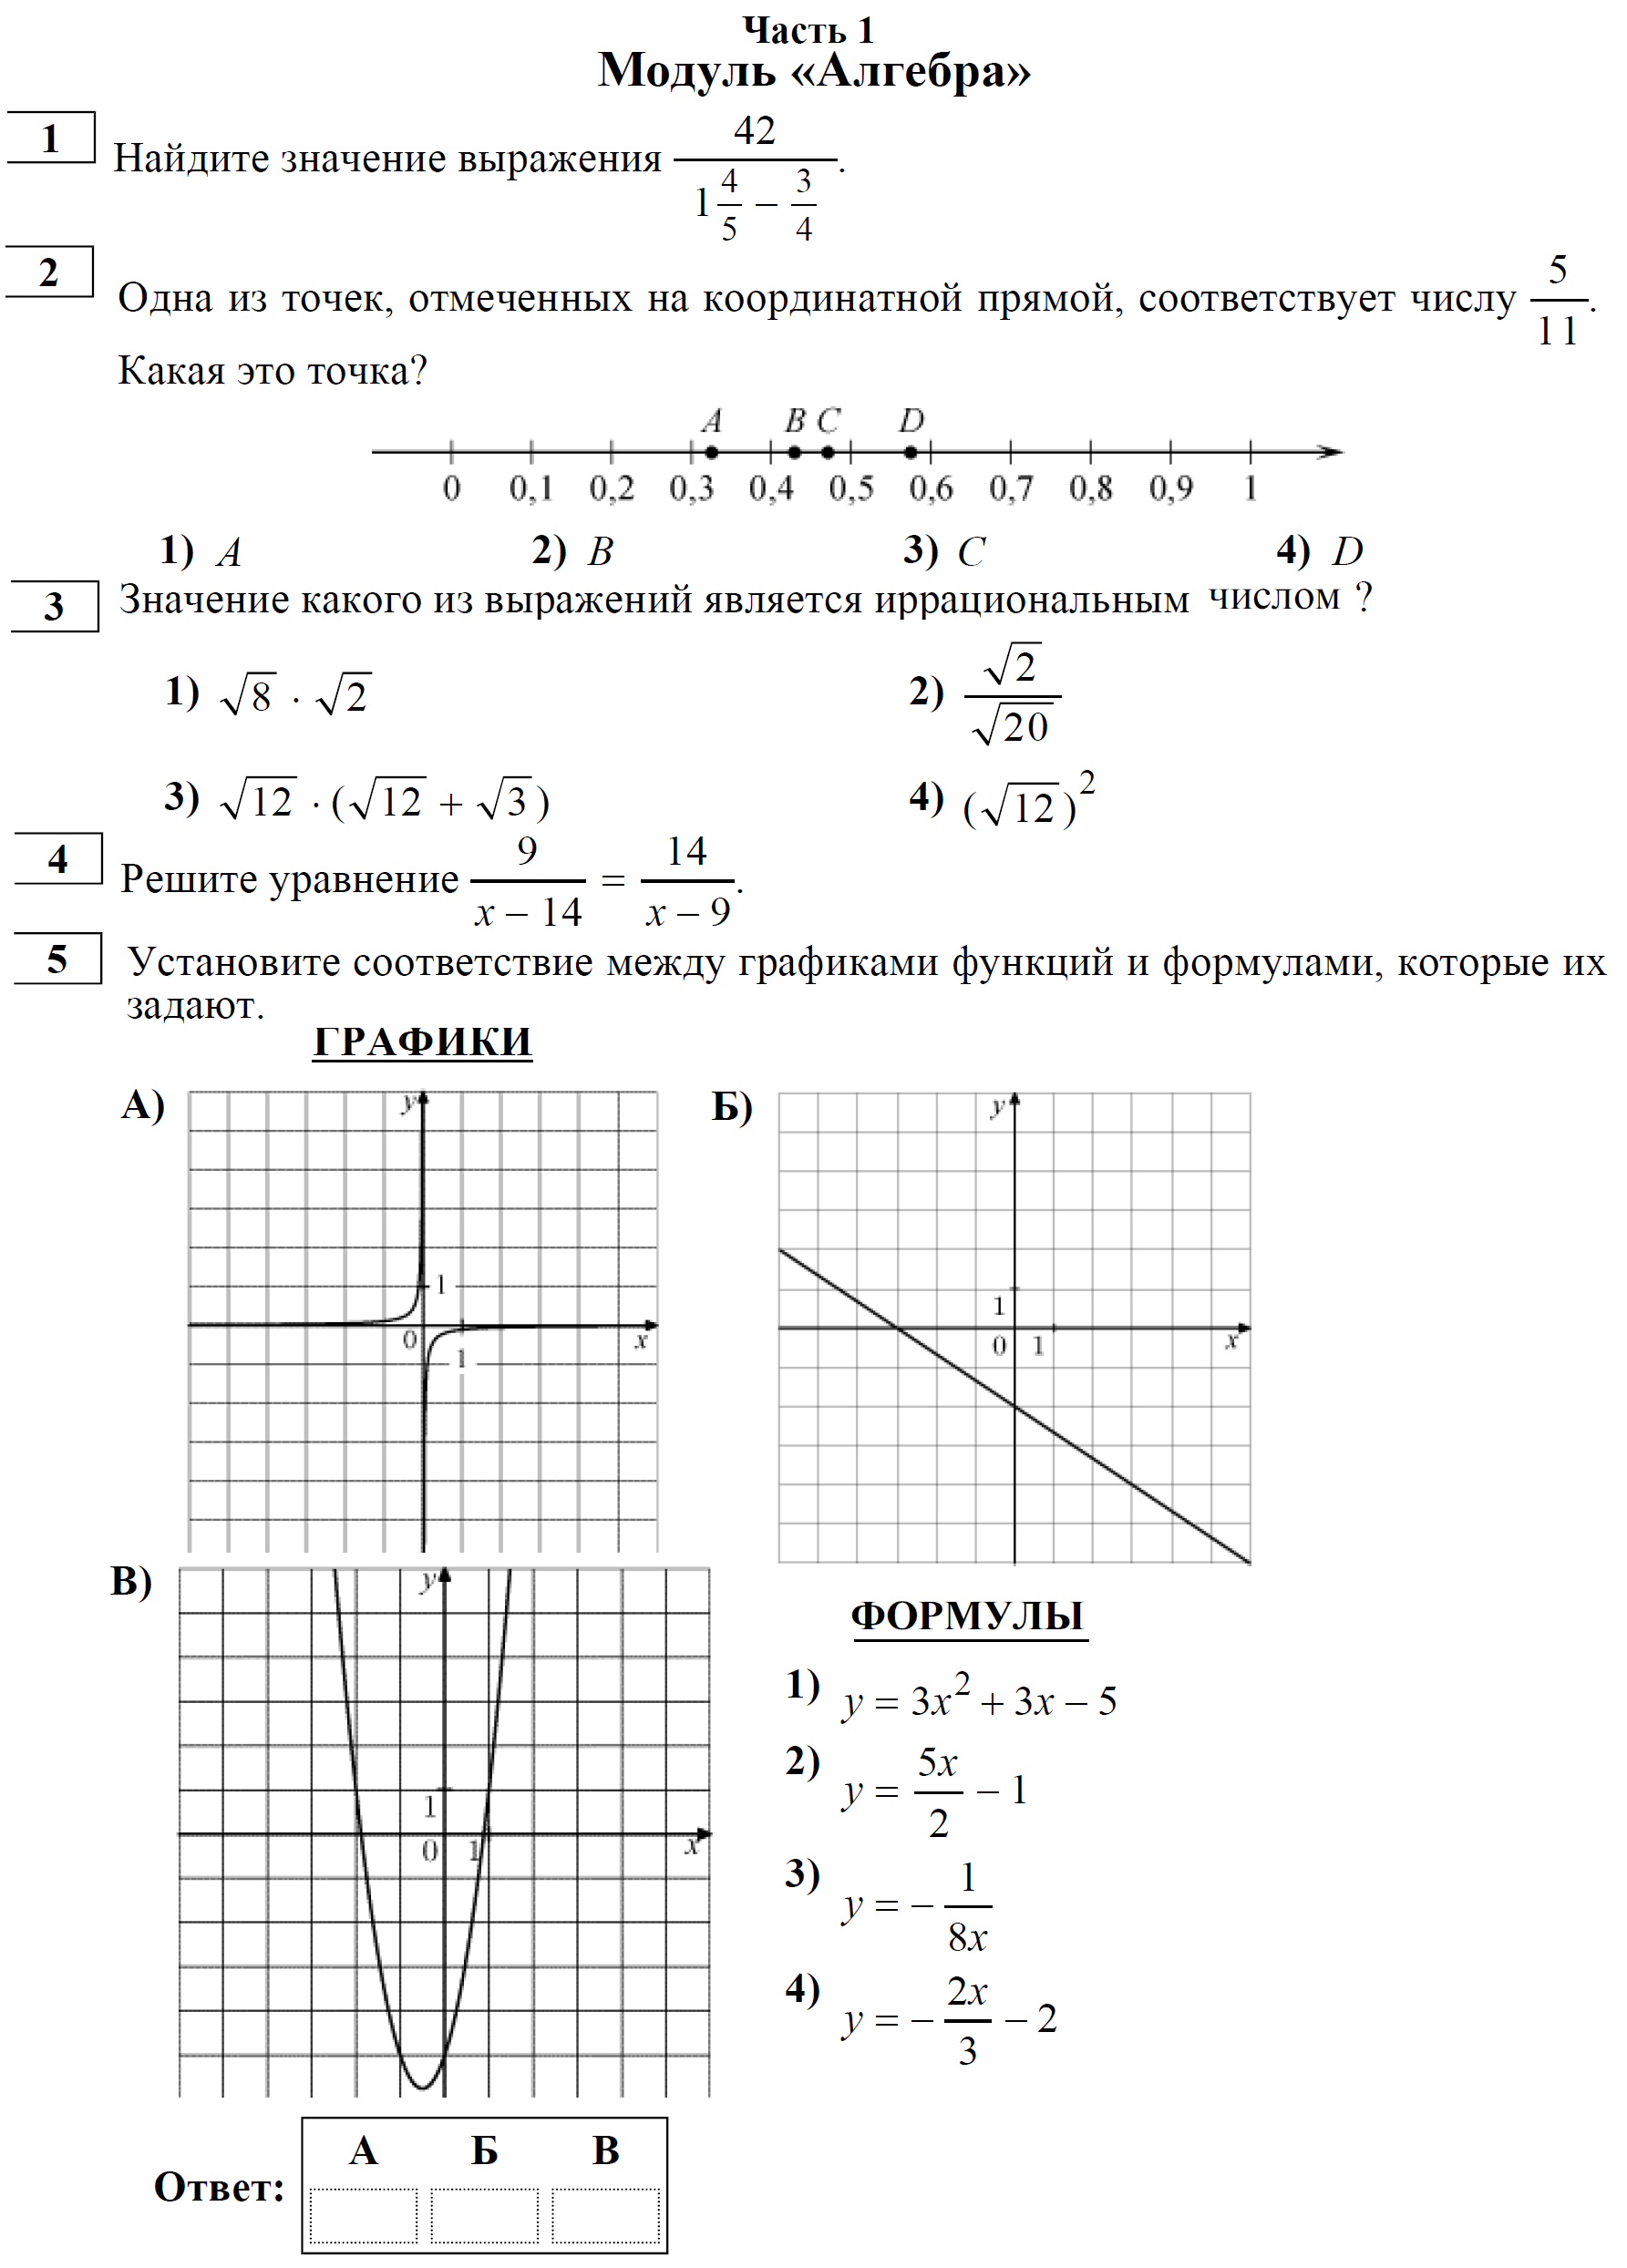 Часть 1
Модуль «Алгебра»
1 Найдите значение выражения 42 / (1 4/5 − 3/4).
2 Одна из точек, отмеченных на координатной прямой, соответствует числу 5/11.
Какая это точка?
A B C D
0 0,1 0,2 0,3 0,4 0,5 0,6 0,7 0,8 0,9 1
1) A 2) B 3) C 4) D
3 Значение какого из выражений является иррациональным числом ?
1) √8 · √2 2) √2/√20
3) √12 · (√12 + √3) 4) (√12)²
4 Решите уравнение 9/(x − 14) = 14/(x − 9).
5 Установите соответствие между графиками функций и формулами, которые их
задают.
ГРАФИКИ
А) y 1 0 1 x
Б) y 1 0 1 x
В) y 1 0 1 x
ФОРМУЛЫ
1) y = 3x² + 3x − 5
2) y = 5x/2 − 1
3) y = − 1/8x
4) y = − 2x/3 − 2
А Б В
Ответ: